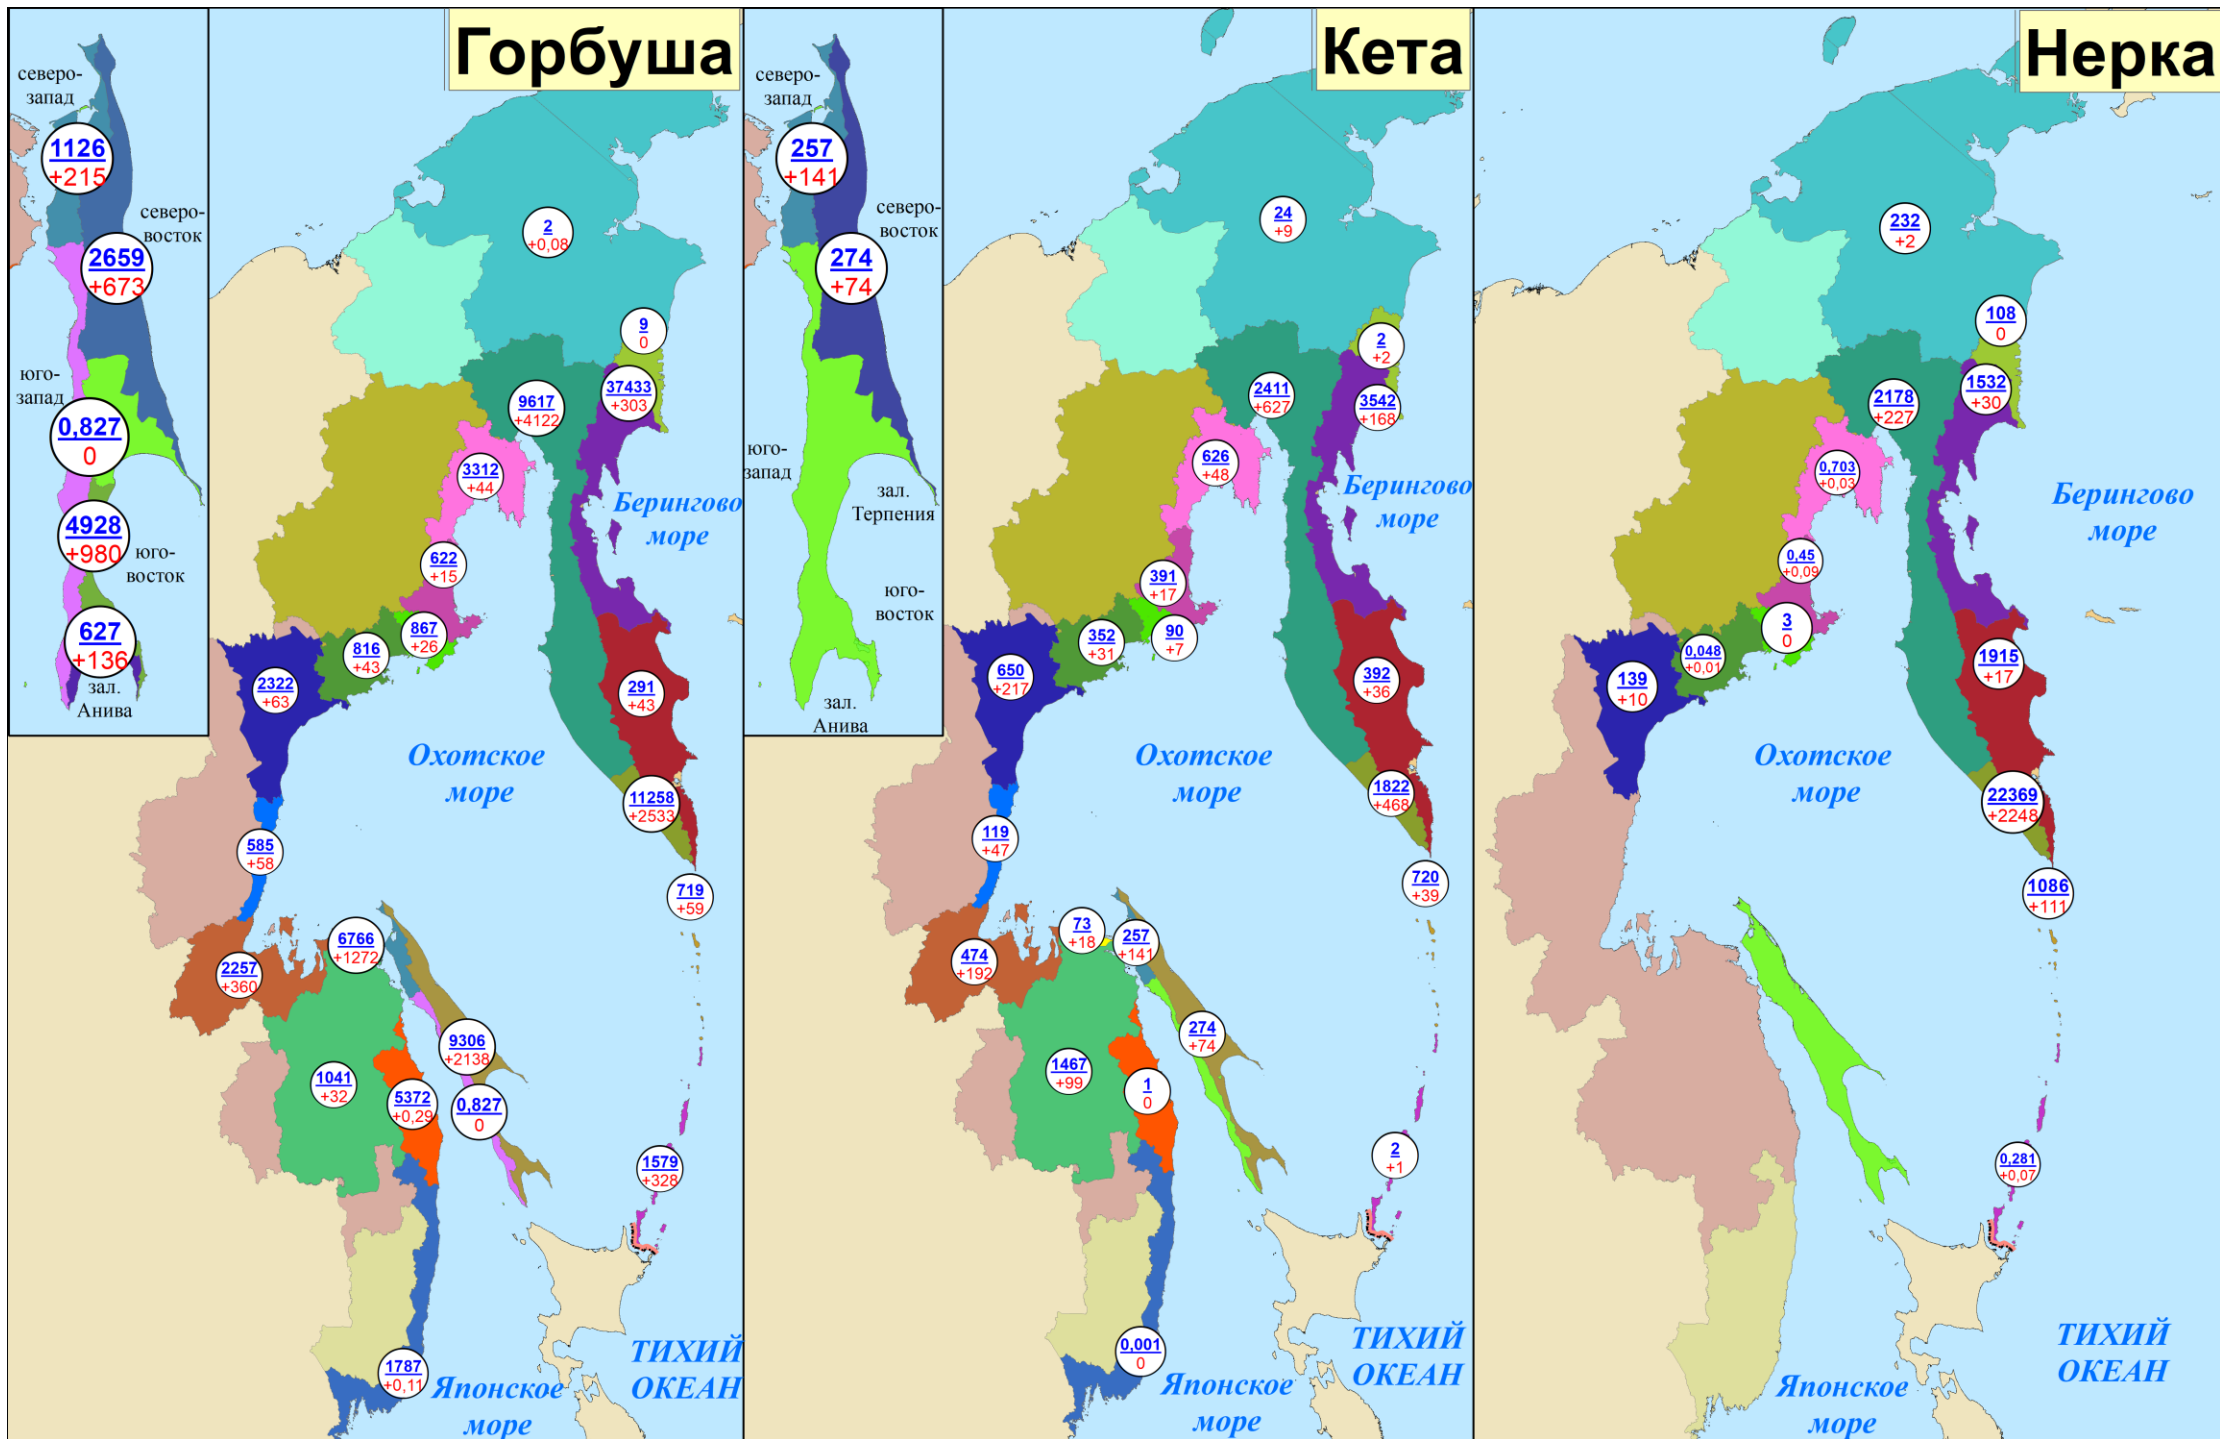 Горбуша
северо-
запад
1126
+215
северо-
восток
2659
+673
юго-
запад
0,827
0
4928
+980
юго-
восток
627
+136
зал.
Анива
2
+0,08
9
0
37433
+303
9617
+4122
3312
+44
Берингово
море
622
+15
867
+26
816
+43
2322
+63
291
+43
Охотское
море
11258
+2533
585
+58
719
+59
6766
+1272
2257
+360
9306
+2138
1041
+32
5372
+0,29
0,827
0
1579
+328
1787
+0,11
ТИХИЙ
ОКЕАН
Японское
море
Кета
северо-
запад
257
+141
северо-
восток
274
+74
юго-
запад
зал.
Терпения
юго-
восток
зал.
Анива
24
+9
2
+2
2411
+627
3542
+168
626
+48
Берингово
море
391
+17
90
+7
352
+31
650
+217
392
+36
Охотское
море
1822
+468
119
+47
720
+39
73
+18
257
+141
474
+192
274
+74
1467
+99
1
0
2
+1
0,001
0
ТИХИЙ
ОКЕАН
Японское
море
Нерка
232
+2
108
0
1532
+30
2178
+227
0,703
+0,03
Берингово
море
0,45
+0,09
3
0
0,048
+0,01
139
+10
1915
+17
Охотское
море
22369
+2248
1086
+111
0,281
+0,07
ТИХИЙ
ОКЕАН
Японское
море